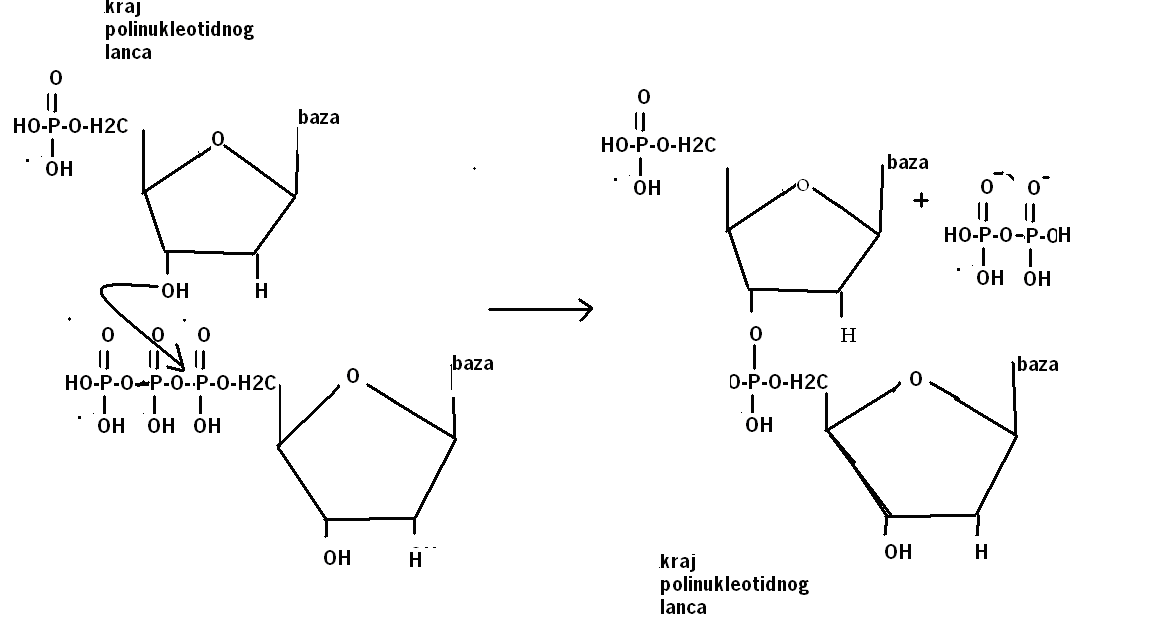 kraj
polinukleotidnog
lanca
O
HO-P-O-H2C
OH
O
baza
OH
H
O O O
HO-P-O-P-O-P-O-H2C
OH OH OH
O
baza
OH
H
O
HO-P-O-H2C
OH
O
baza
+
O- O-
HO-P-O-P-OH
OH OH
O
H
O-P-O-H2C
OH
O
baza
OH
H
kraj
polinukleotidnog
lanca